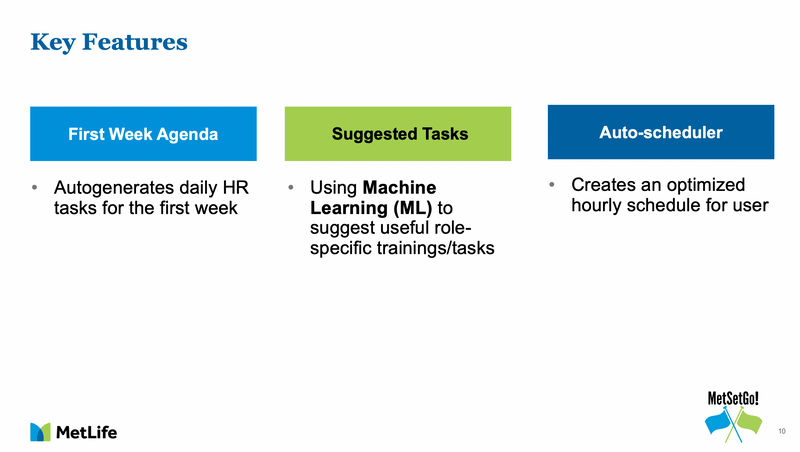 Key Features
First Week Agenda
• Autogenerates daily HR
tasks for the first week
Suggested Tasks
• Using Machine
Learning (ML) to
suggest useful role-
specific trainings/tasks
Auto-scheduler
• Creates an optimized
hourly schedule for user
MetLife
MetSetGo!
10